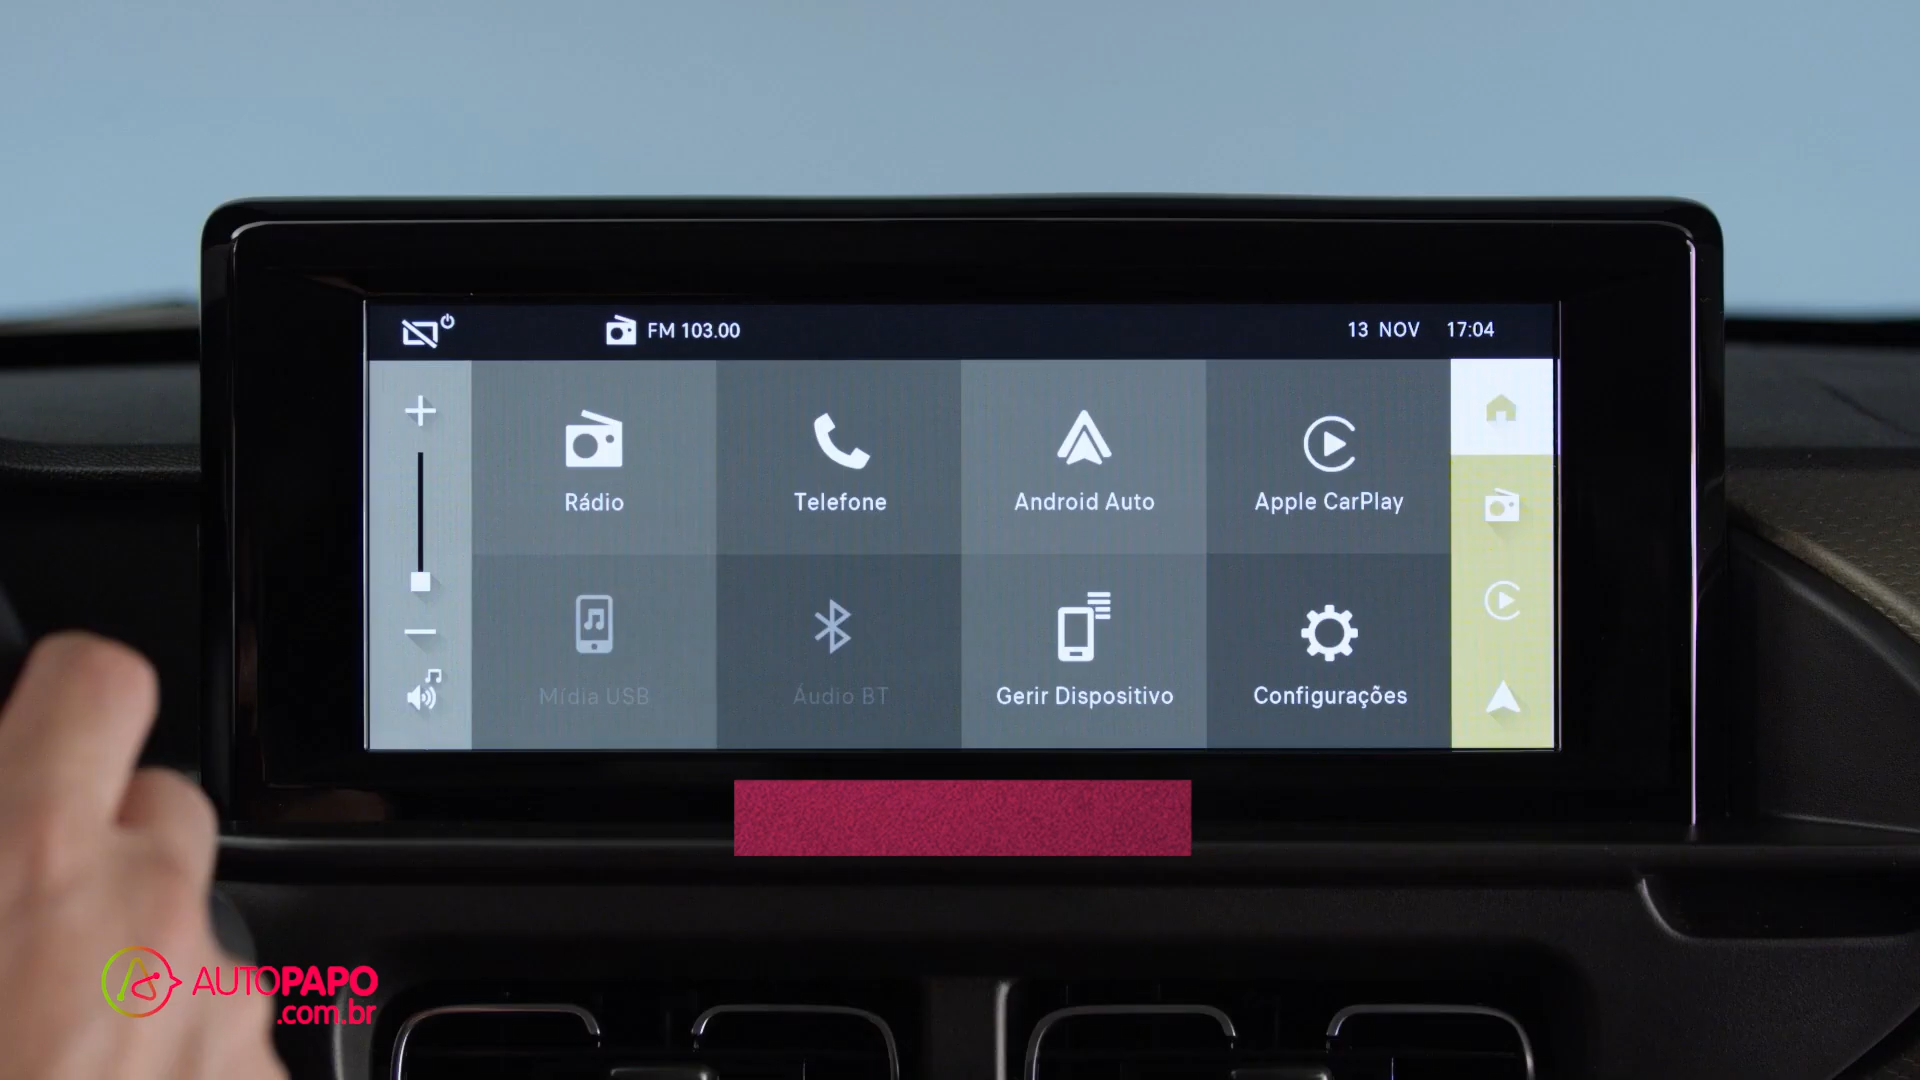 FM 103.00
13 NOV 17:04
Rádio
Telefone
Android Auto
Apple CarPlay
Mídia USB
Áudio BT
Gerir Dispositivo
Configurações
AUTOPAPO
.com.br